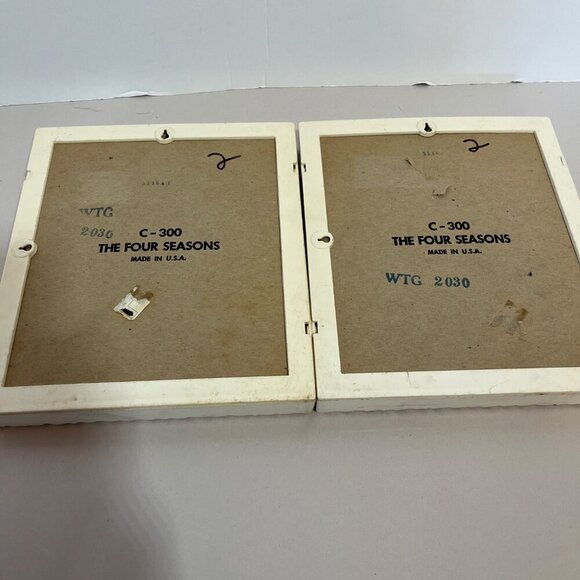 2
WTG
2030
C-300
THE FOUR SEASONS
MADE IN U.S.A.
2
C-300
THE FOUR SEASONS
MADE IN U.S.A.
WTG 2030